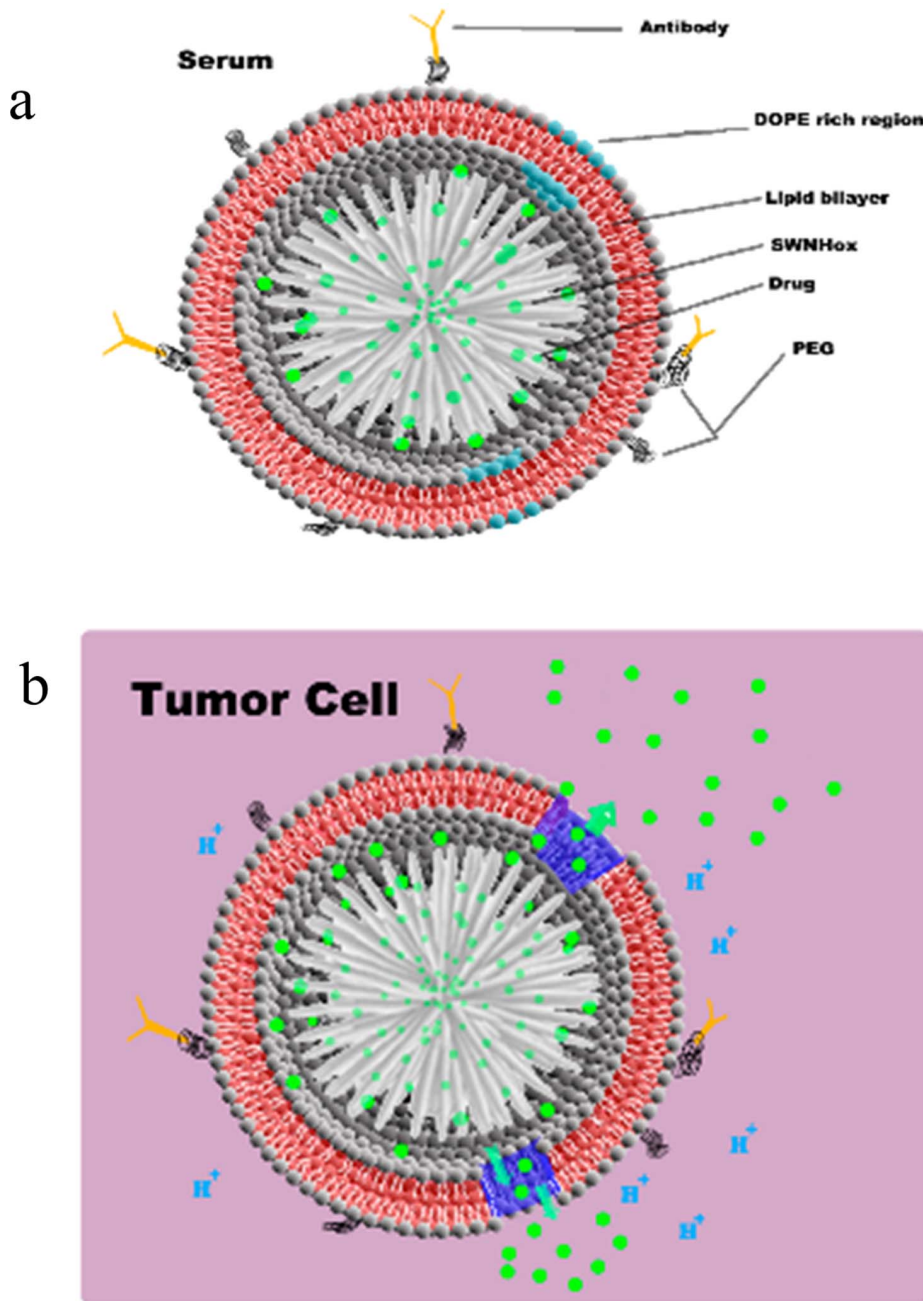 a
Serum
Antibody
DOPE rich region
Lipid bilayer
SWNHox
Drug
PEG
b
Tumor Cell
H+
H+
H+
H+
H+
H+
H+